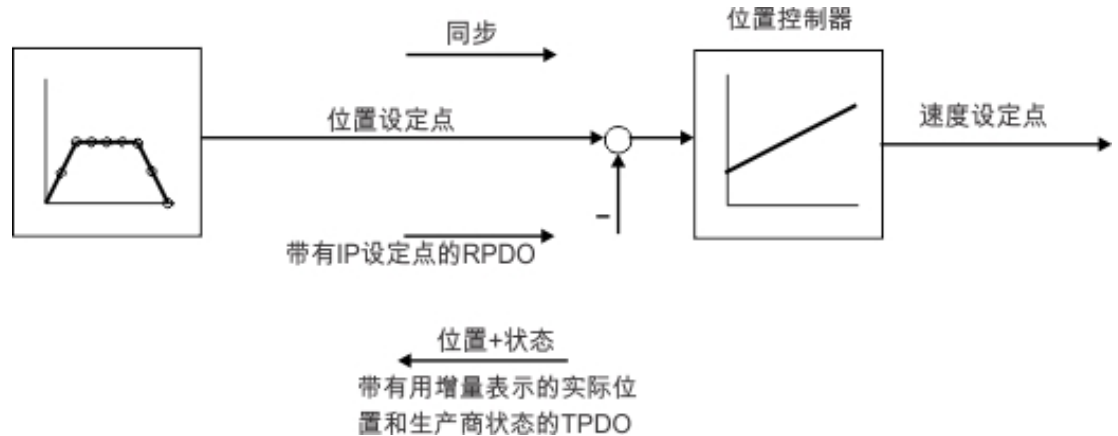 位置控制器
同步
位置设定点
速度设定点
−
带有IP设定点的RPDO
位置+状态
带有用增量表示的实际位
置和生产商状态的TPDO